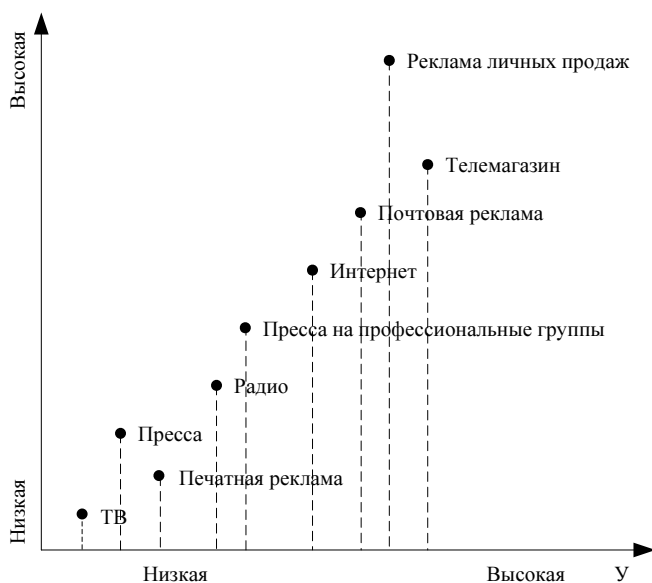 Высокая
Реклама личных продаж
Телемагазин
Почтовая реклама
Интернет
Пресса на профессиональные группы
Радио
Пресса
Печатная реклама
ТВ
Низкая
Низкая
Высокая
У